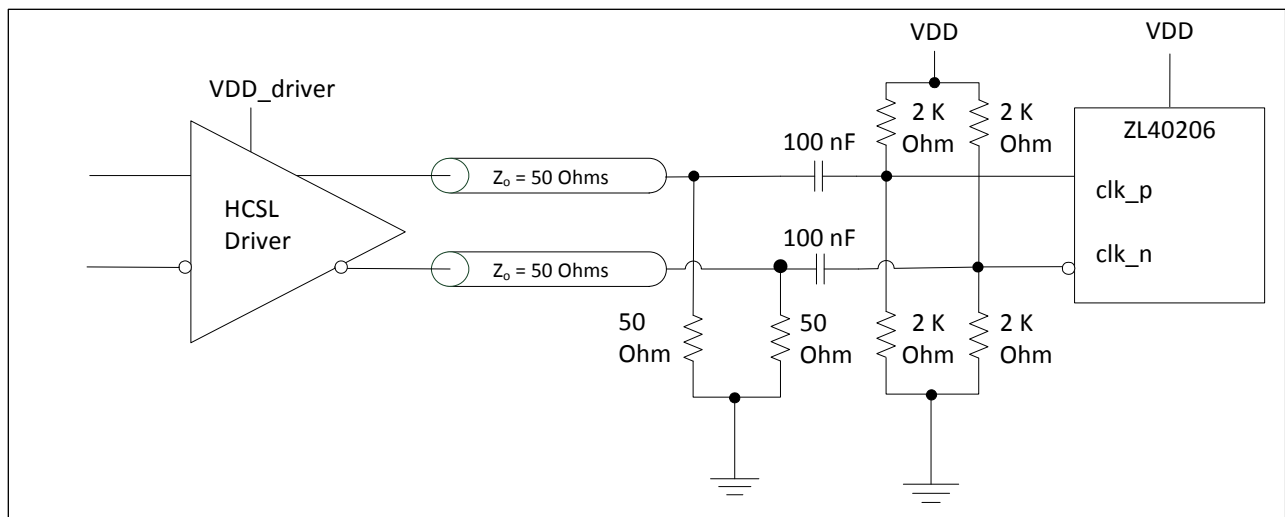 VDD
VDD
VDD_driver
2 K
Ohm
2 K
Ohm
ZL40206
100 nF
Zo = 50 Ohms
clk_p
HCSL
Driver
100 nF
clk_n
Zo = 50 Ohms
50
Ohm
50
Ohm
2 K
Ohm
2 K
Ohm